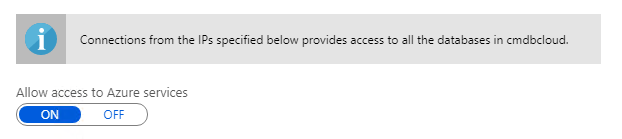 Connections from the IPs specified below provides access to all the databases in cmdbcloud.
Allow access to Azure services
ON OFF